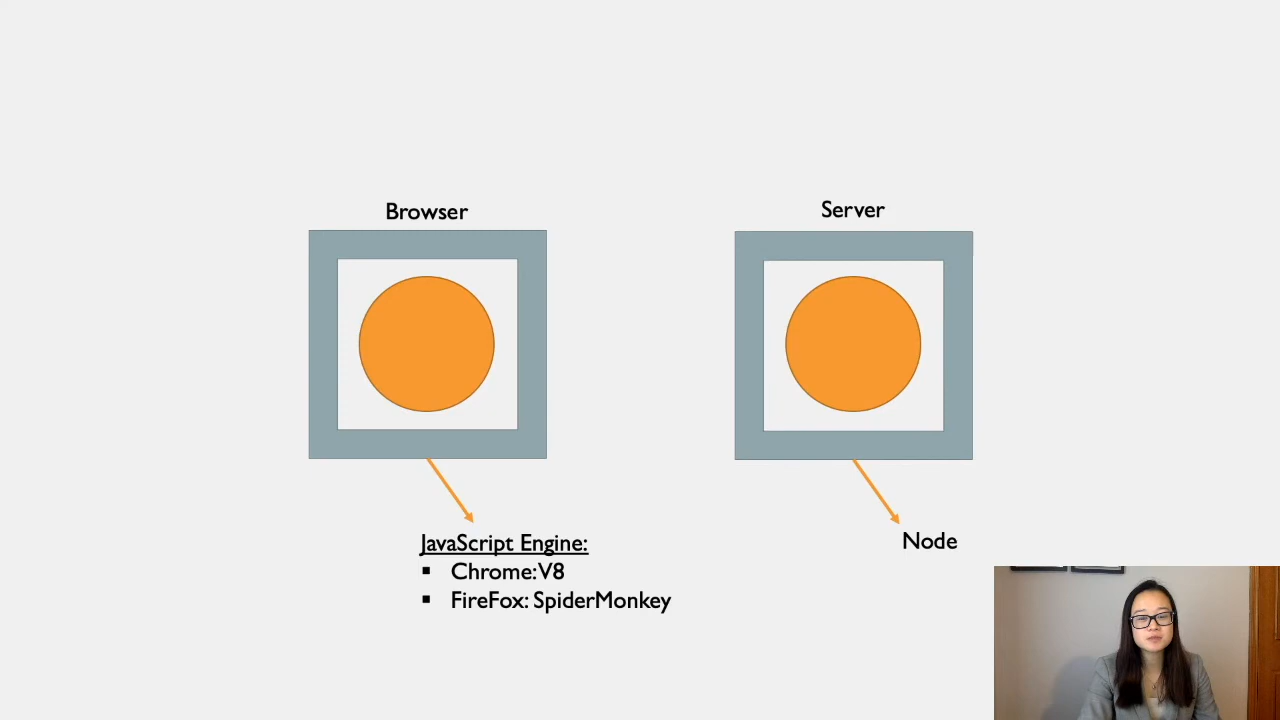 Browser
Server
JavaScript Engine:
▪ Chrome: V8
▪ FireFox: SpiderMonkey
Node